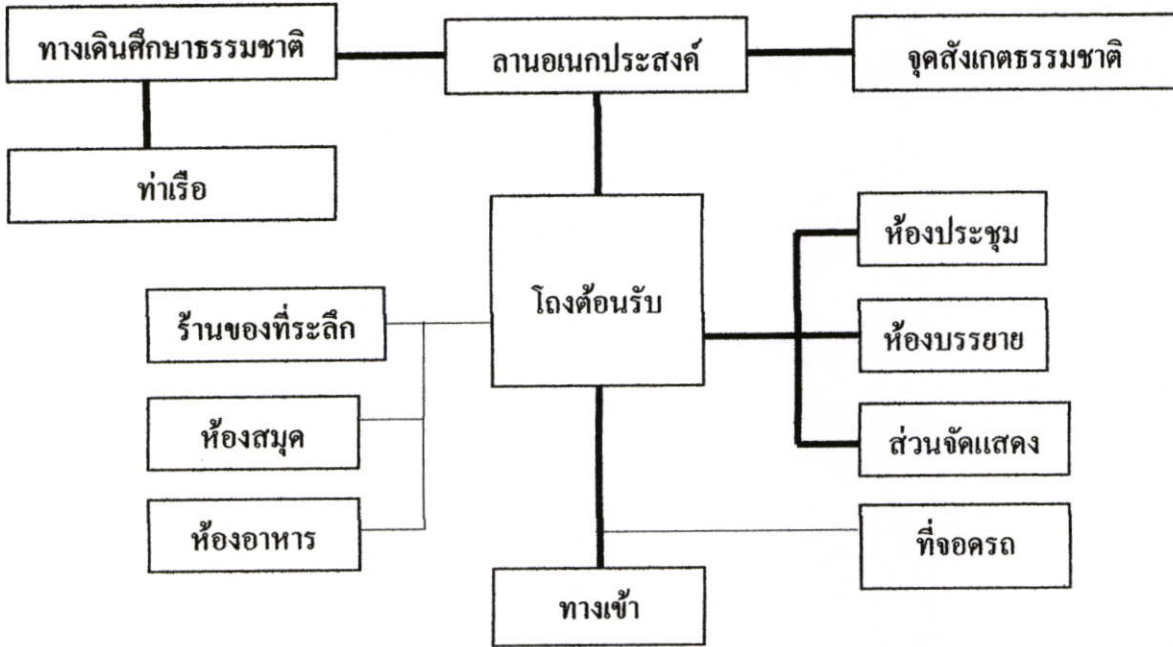 ทางเดินศึกษาธรรมชาติ
ลานอเนกประสงค์
จุดสังเกตธรรมชาติ
ท่าเรือ
ห้องประชุม
โถงต้อนรับ
ร้านของที่ระลึก
ห้องบรรยาย
ห้องสมุด
ส่วนจัดแสดง
ห้องอาหาร
ที่จอดรถ
ทางเข้า